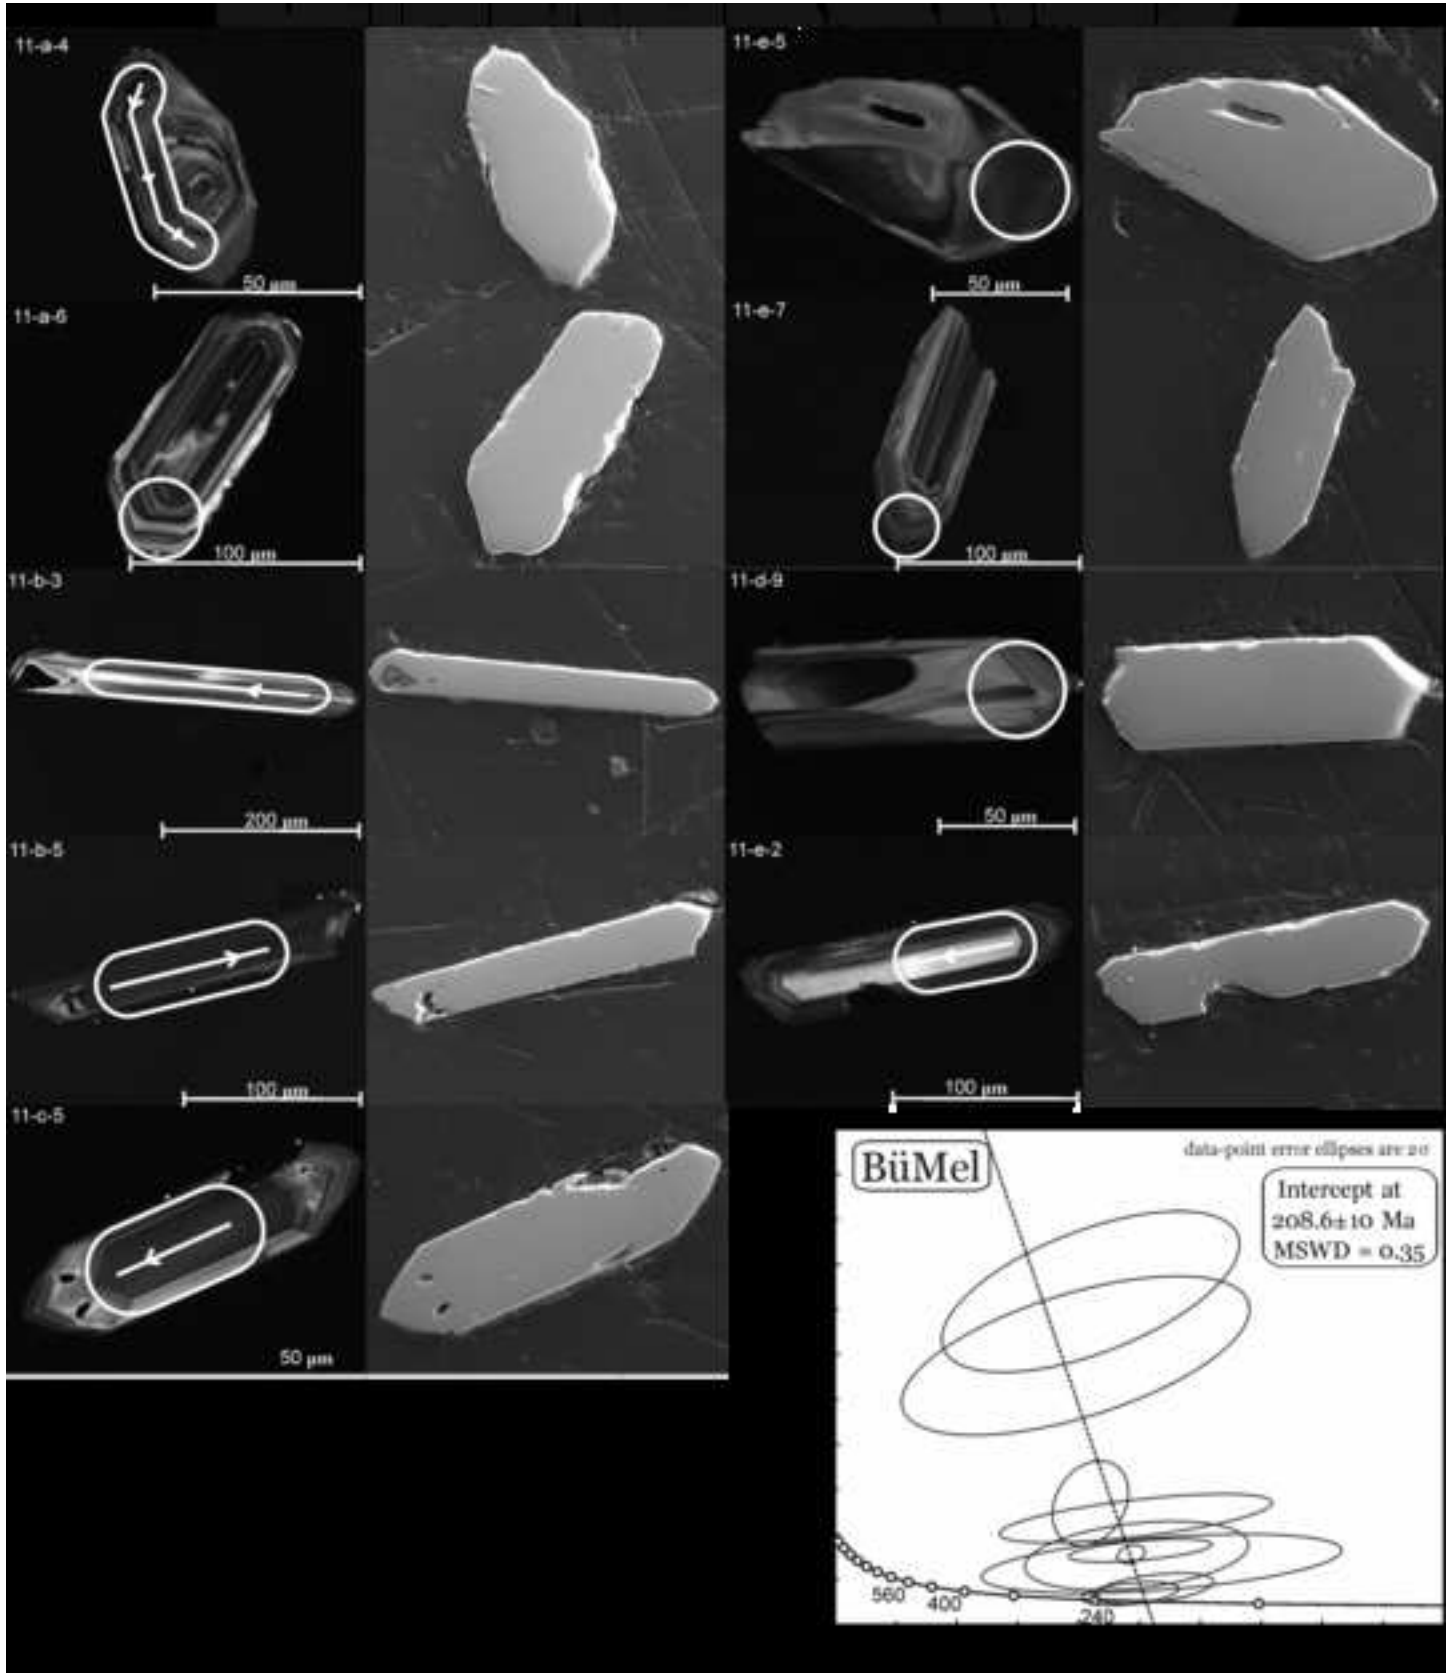 11-a-4
50 µm
11-e-5
50 µm
11-a-6
100 µm
11-e-7
100 µm
11-b-3
200 µm
11-d-9
50 µm
11-b-5
100 µm
11-e-2
100 µm
11-c-5
50 µm
BüMel
data-point error ellipses are 2σ
Intercept at
208.6±10 Ma
MSWD = 0.35
560
400
240